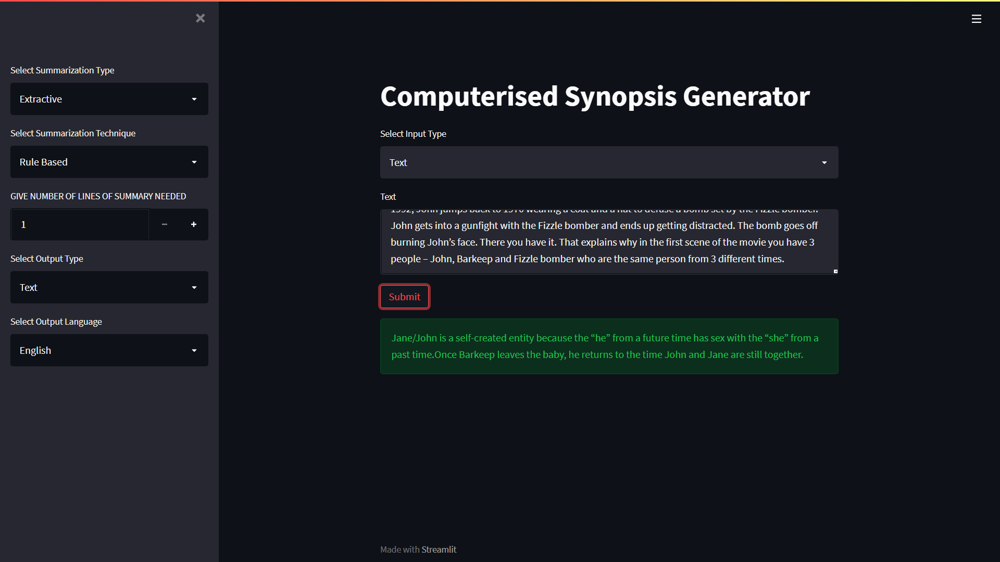 Select Summarization Type
Extractive
Select Summarization Technique
Rule Based
GIVE NUMBER OF LINES OF SUMMARY NEEDED
1
Select Output Type
Text
Select Output Language
English
Computerised Synopsis Generator
Select Input Type
Text
Text
1992, John jumps back to 1970 wearing a coat and a hat to defuse a bomb set by the Fizzle bomber.
John gets into a gunfight with the Fizzle bomber and ends up getting distracted. The bomb goes off
burning John’s face. There you have it. That explains why in the first scene of the movie you have 3
people – John, Barkeep and Fizzle bomber who are the same person from 3 different times.
Submit
Jane/John is a self-created entity because the “he” from a future time has sex with the “she” from a
past time.Once Barkeep leaves the baby, he returns to the time John and Jane are still together.
Made with Streamlit